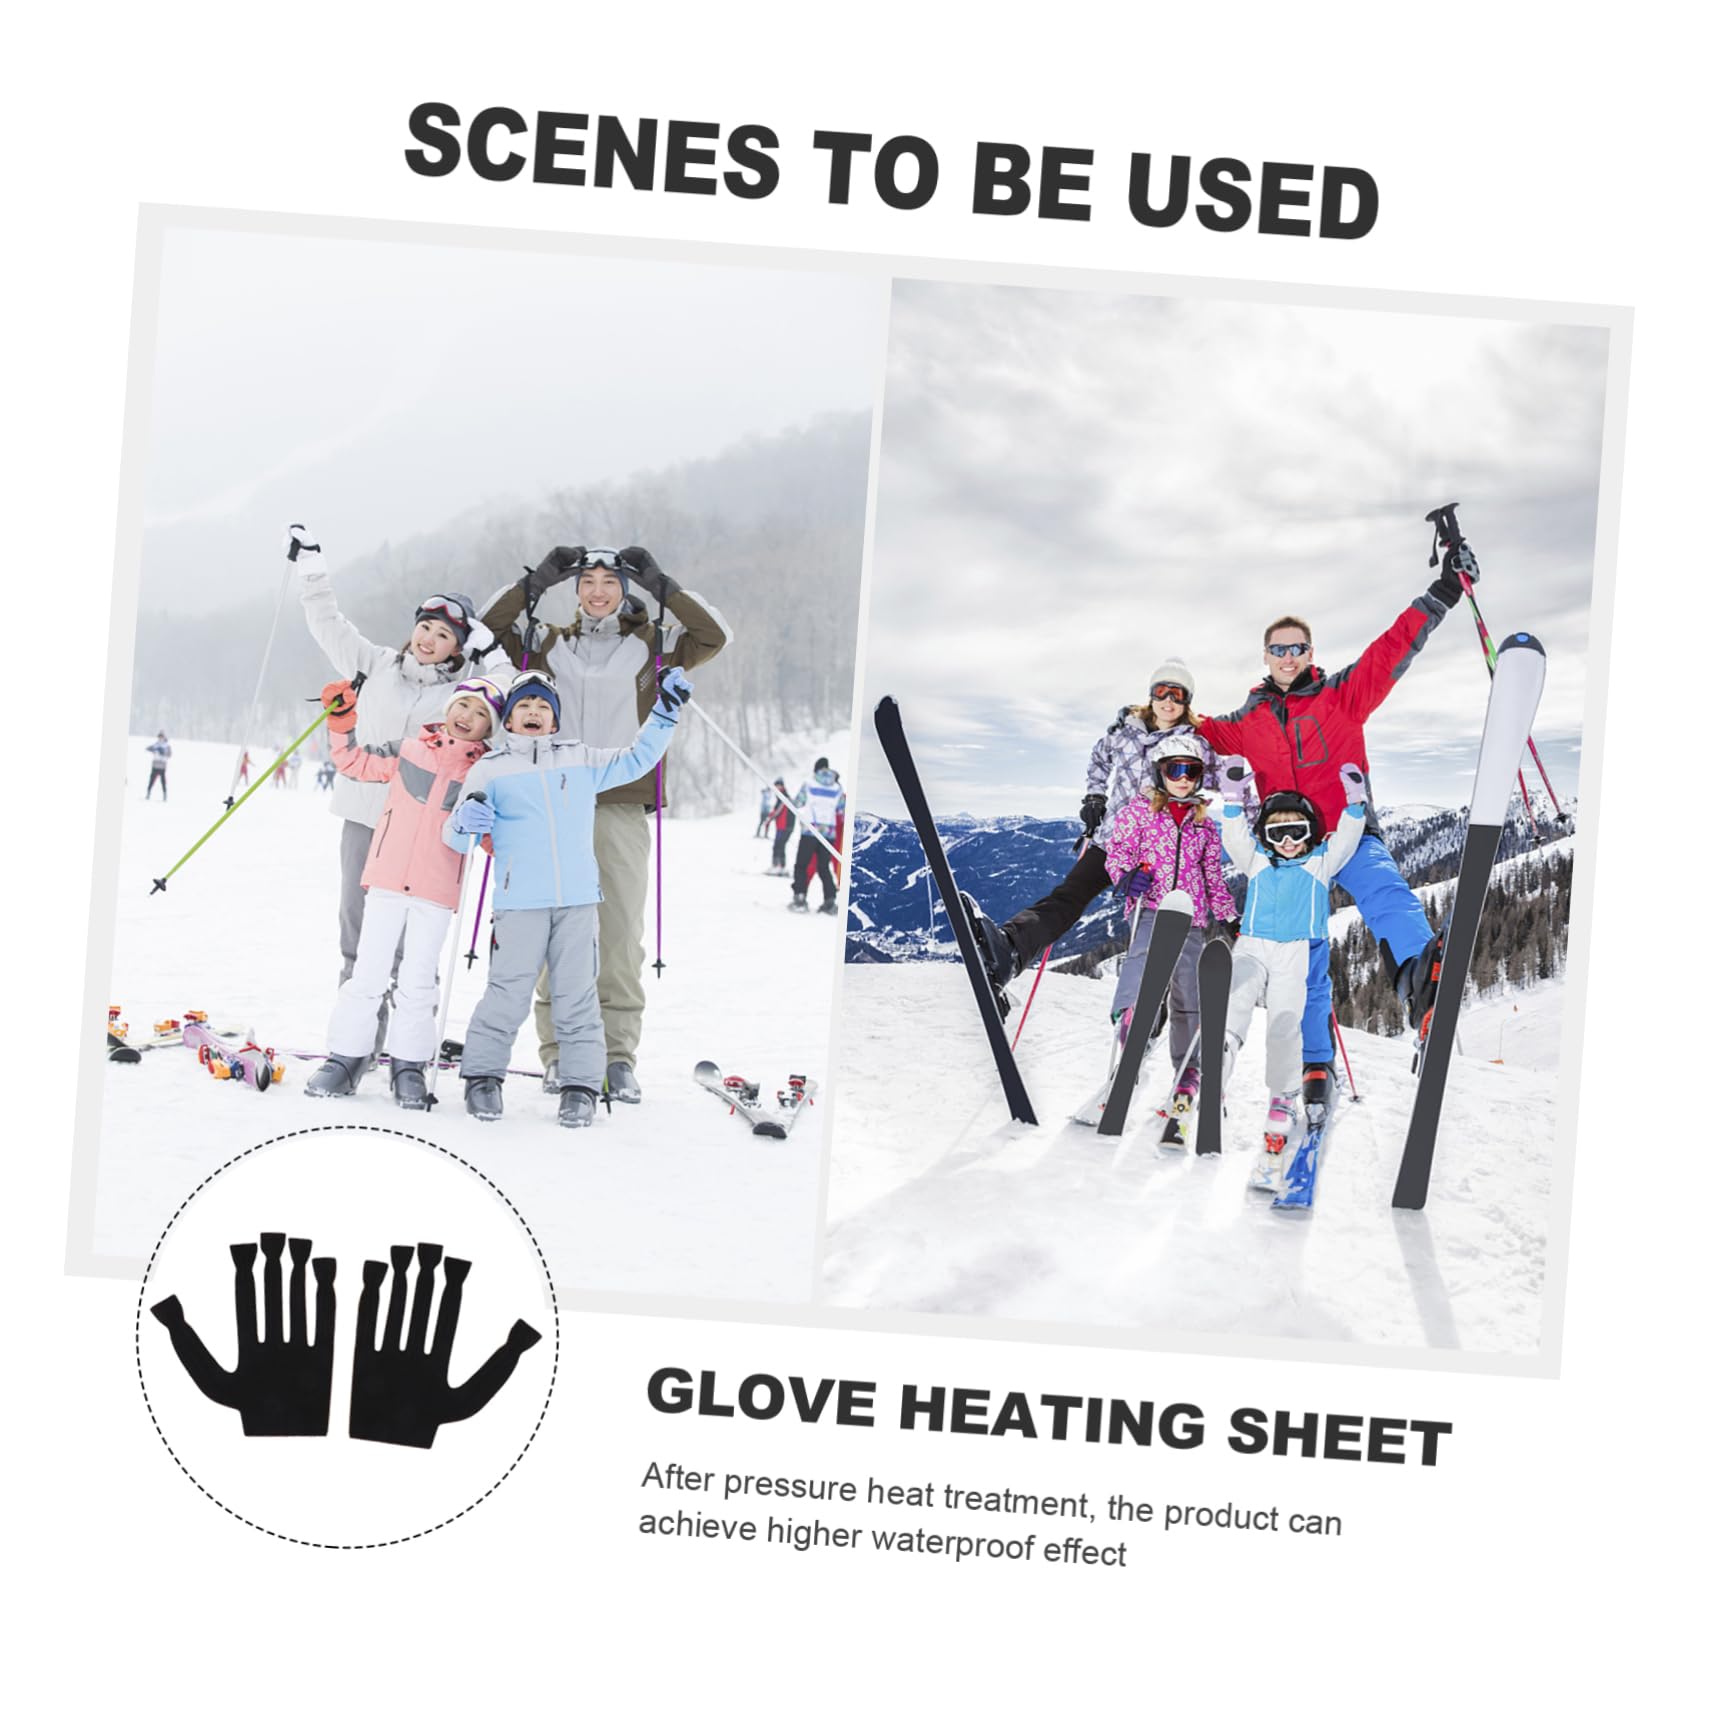 SCENES TO BE USED
GLOVE HEATING SHEET
After pressure heat treatment, the product can
achieve higher waterproof effect